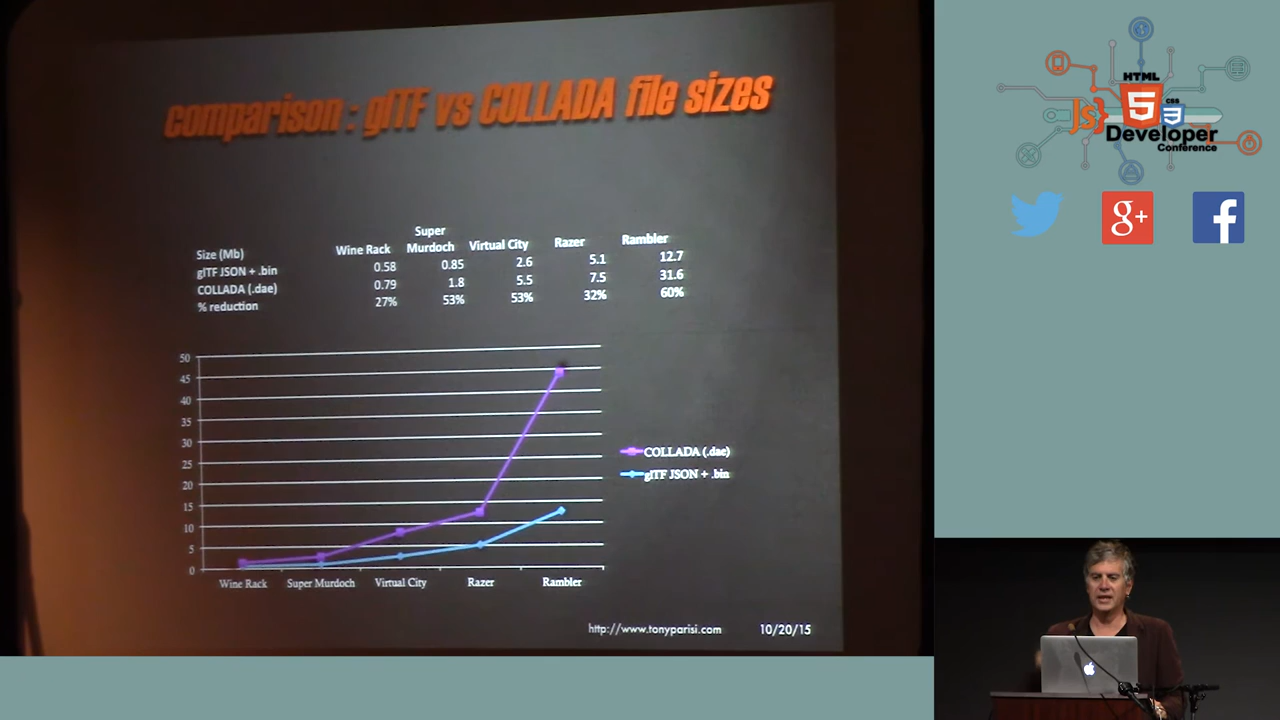 comparison : glTF vs COLLADA file sizes
Size (Mb) Wine Rack Super Murdoch Virtual City Razer Rambler
glTF JSON + .bin 0.58 0.85 2.6 5.1 12.7
COLLADA (.dae) 0.79 1.8 5.5 7.5 31.6
% reduction 27% 53% 53% 32% 60%
50
45
40
35
30
25
20
15
10
5
0
Wine Rack Super Murdoch Virtual City Razer Rambler
COLLADA (.dae)
glTF JSON + .bin
http://www.tonyparisi.com 10/20/15
HTML
5
CSS
3
JS}
Developer
Conference
g+
f